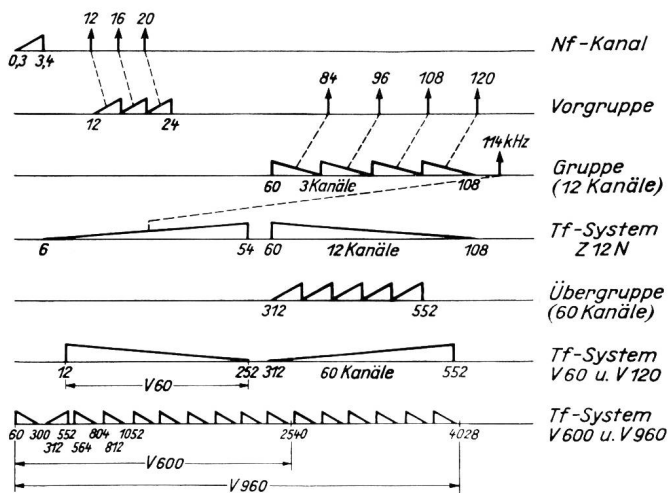 12 16 20
0,3 3,4
Nf-Kanal
84 96 108 120
12 24
Vorgruppe
114 kHz
60 3 Kanäle 108
Gruppe
(12 Kanäle)
6 54 60 12 Kanäle 108
Tf-System
Z 12 N
312 552
Übergruppe
(60 Kanäle)
12 252 312 60 Kanäle 552
V60
Tf-System
V 60 u. V 120
60 300 552 804 1052 2540 4028
312 564 812
Tf-System
V 600 u. V 960
V600
V960